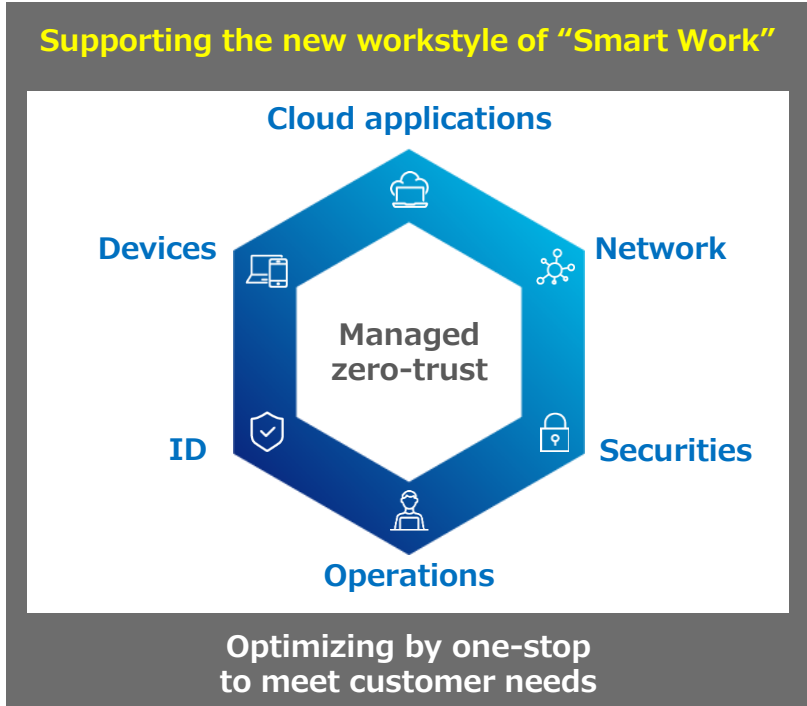 Supporting the new workstyle of “Smart Work”
Cloud applications
Devices
Network
Managed
zero-trust
ID
Securities
Operations
Optimizing by one-stop
to meet customer needs